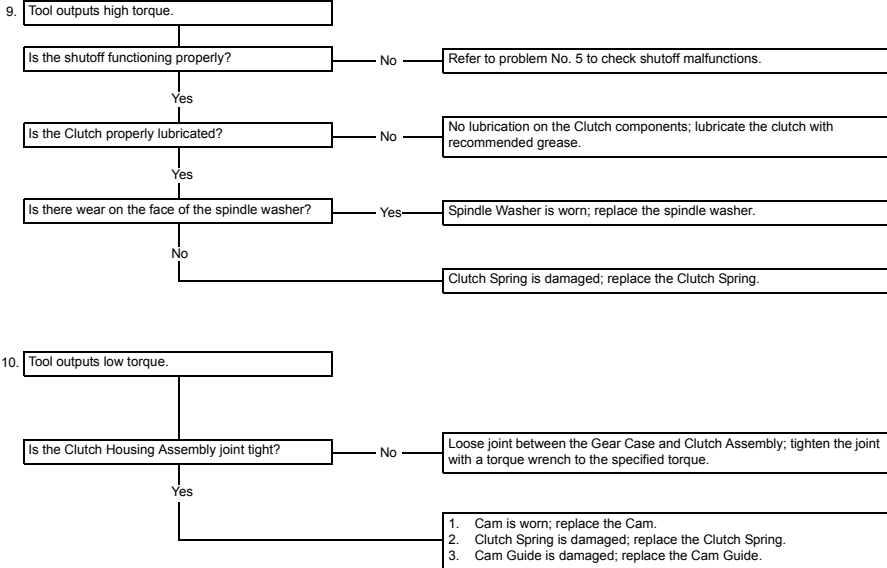 9. Tool outputs high torque.
Is the shutoff functioning properly?
No
Refer to problem No. 5 to check shutoff malfunctions.
Yes
Is the Clutch properly lubricated?
No
No lubrication on the Clutch components; lubricate the clutch with
recommended grease.
Yes
Is there wear on the face of the spindle washer?
Yes
Spindle Washer is worn; replace the spindle washer.
No
Clutch Spring is damaged; replace the Clutch Spring.
10. Tool outputs low torque.
Is the Clutch Housing Assembly joint tight?
No
Loose joint between the Gear Case and Clutch Assembly; tighten the joint
with a torque wrench to the specified torque.
Yes
1. Cam is worn; replace the Cam.
2. Clutch Spring is damaged; replace the Clutch Spring.
3. Cam Guide is damaged; replace the Cam Guide.